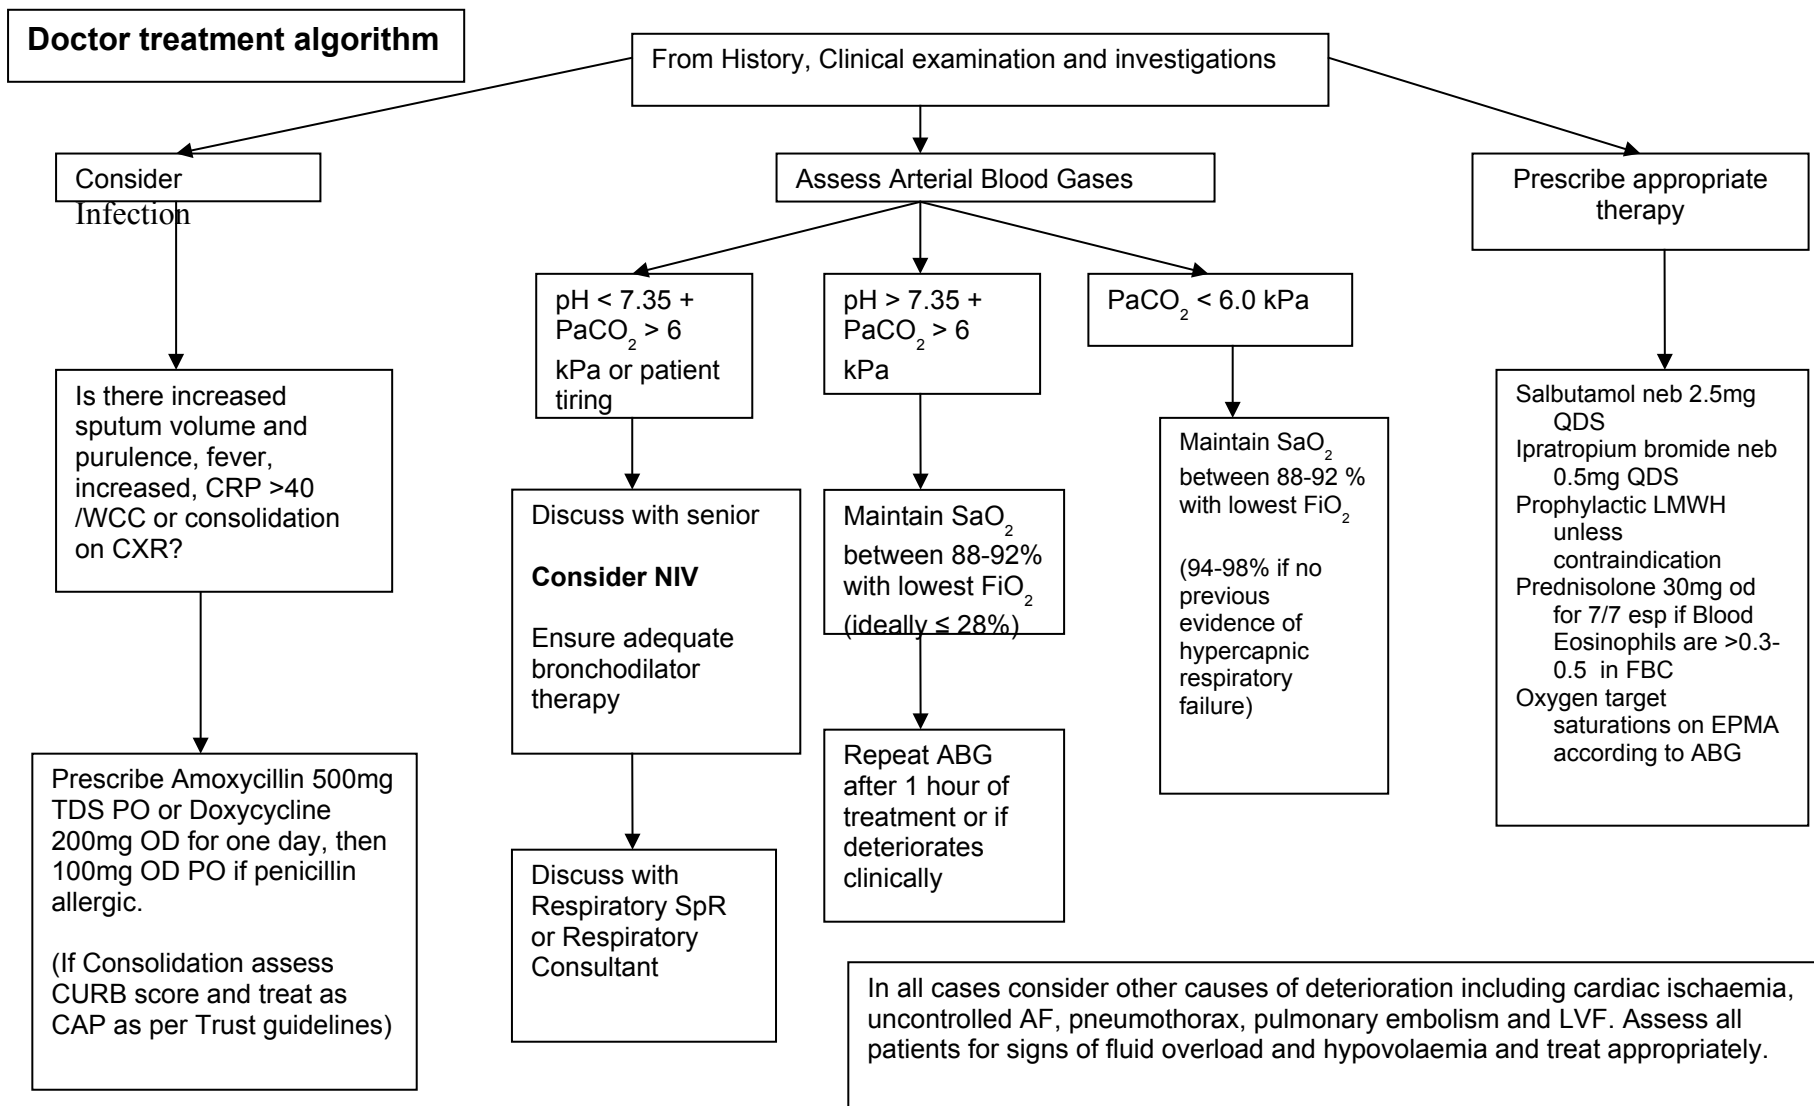 Doctor treatment algorithm
From History, Clinical examination and investigations
Consider
Infection
Assess Arterial Blood Gases
Prescribe appropriate
therapy
pH < 7.35 +
PaCO2 > 6
kPa or patient
tiring
pH > 7.35 +
PaCO2 > 6
kPa
PaCO2 < 6.0 kPa
Is there increased
sputum volume and
purulence, fever,
increased, CRP >40
/WCC or consolidation
on CXR?
Discuss with senior
Consider NIV
Ensure adequate
bronchodilator
therapy
Maintain SaO2
between 88-92%
with lowest FiO2
(ideally ≤ 28%)
Maintain SaO2
between 88-92 %
with lowest FiO2
(94-98% if no
previous
evidence of
hypercapnic
respiratory
failure)
Salbutamol neb 2.5mg
QDS
Ipratropium bromide neb
0.5mg QDS
Prophylactic LMWH
unless
contraindication
Prednisolone 30mg od
for 7/7 esp if Blood
Eosinophils are >0.3-
0.5 in FBC
Oxygen target
saturations on EPMA
according to ABG
Prescribe Amoxycillin 500mg
TDS PO or Doxycycline
200mg OD for one day, then
100mg OD PO if penicillin
allergic.
(If Consolidation assess
CURB score and treat as
CAP as per Trust guidelines)
Discuss with
Respiratory SpR
or Respiratory
Consultant
Repeat ABG
after 1 hour of
treatment or if
deteriorates
clinically
In all cases consider other causes of deterioration including cardiac ischaemia,
uncontrolled AF, pneumothorax, pulmonary embolism and LVF. Assess all
patients for signs of fluid overload and hypovolaemia and treat appropriately.